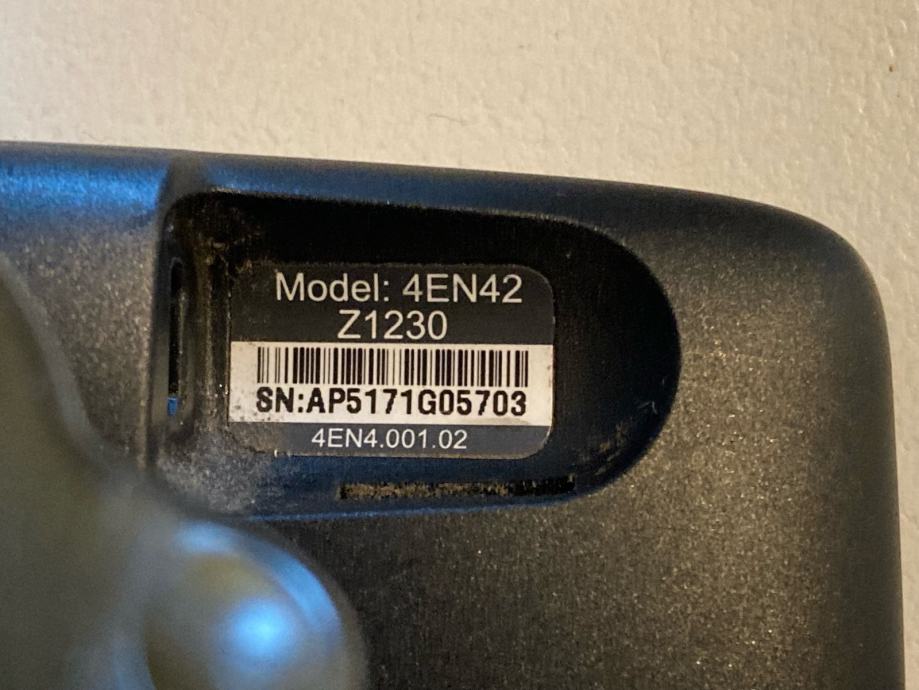 Model: 4EN42
Z1230
SN:AP5171G05703
4EN4.001.02